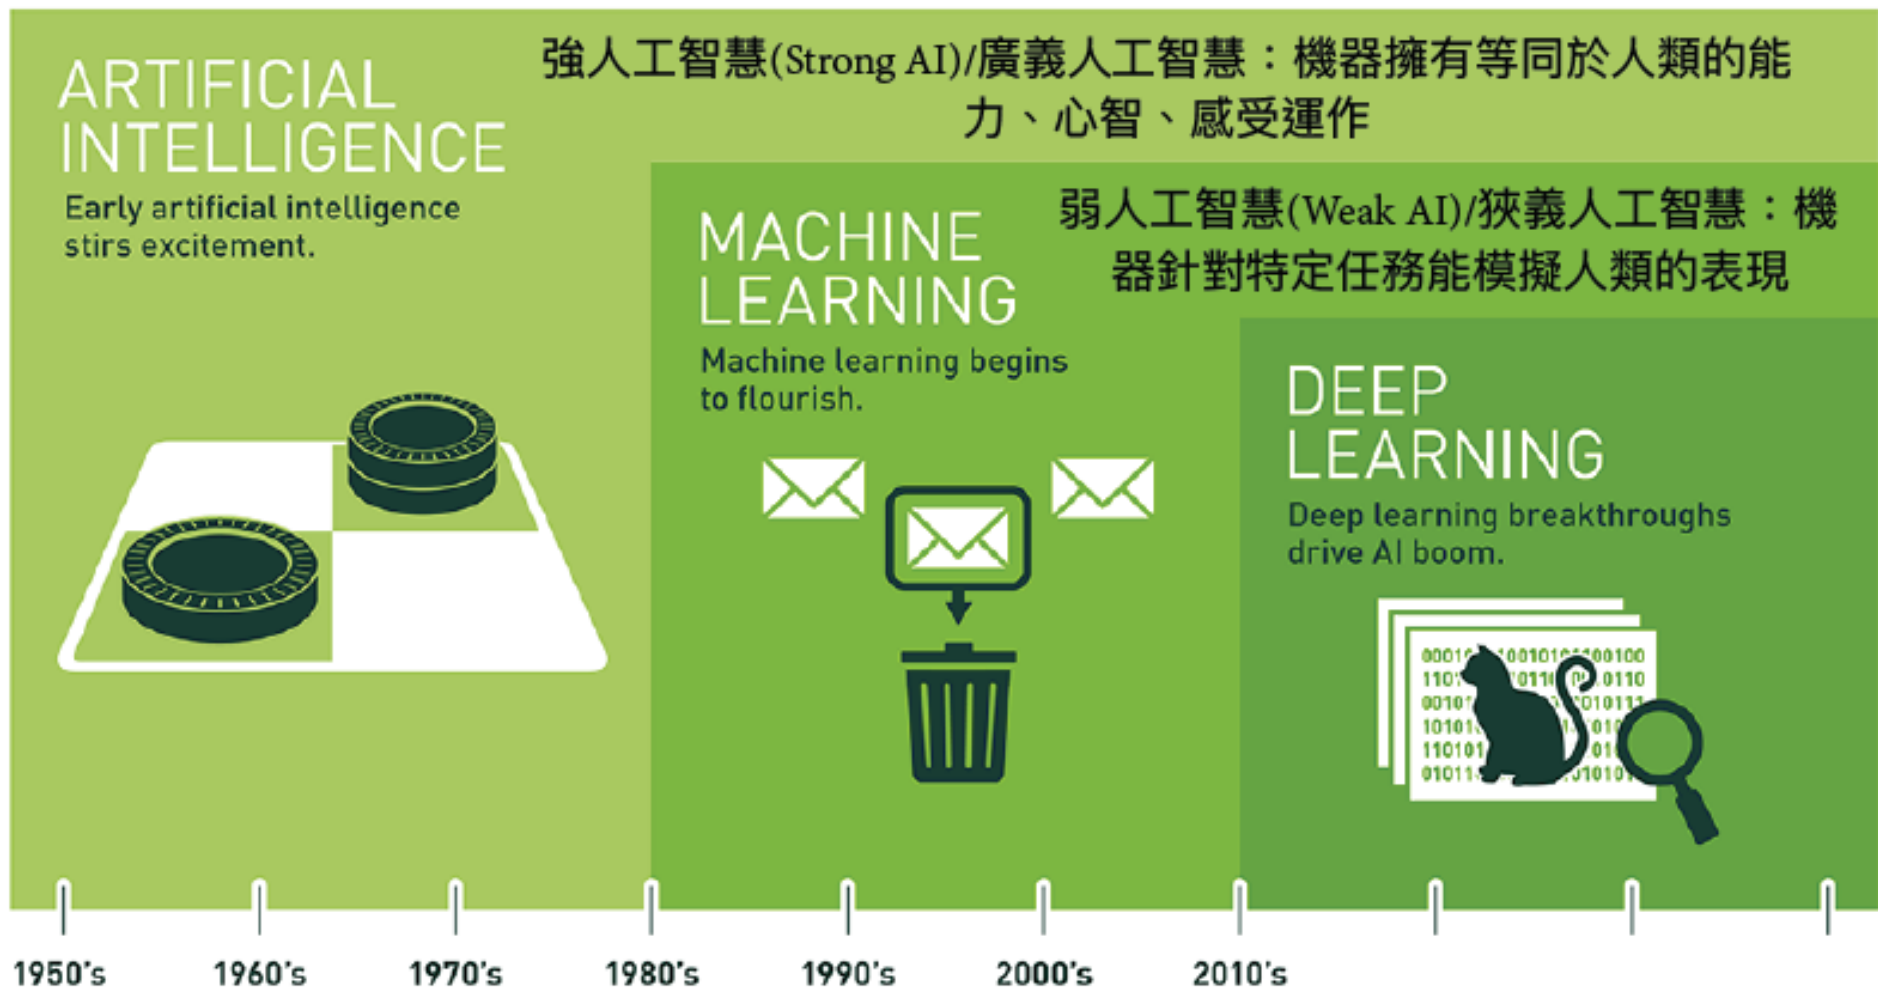 ARTIFICIAL
INTELLIGENCE
Early artificial intelligence
stirs excitement.
強人工智慧(Strong AI)/廣義人工智慧：機器擁有等同於人類的能
力、心智、感受運作
MACHINE
LEARNING
Machine learning begins
to flourish.
弱人工智慧(Weak AI)/狹義人工智慧：機
器針對特定任務能模擬人類的表現
DEEP
LEARNING
Deep learning breakthroughs
drive AI boom.
1950's 1960's 1970's 1980's 1990's 2000's 2010's